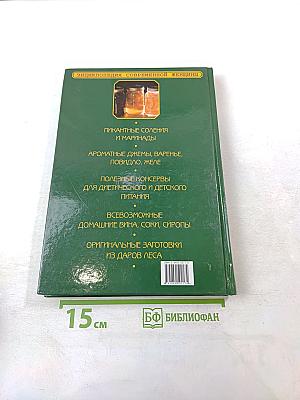 ЭНЦИКЛОПЕДИЯ СОВРЕМЕННОЙ ЖЕНЩИНЫ
ПИКАНТНЫЕ СОЛЕНИЯ
И МАРИНАДЫ
АРОМАТНЫЕ ДЖЕМЫ, ВАРЕНЬЕ,
ПОВИДЛО, ЖЕЛЕ
ПОЛЕЗНЫЕ КОНСЕРВЫ
ДЛЯ ДИЕТИЧЕСКОГО И ДЕТСКОГО
ПИТАНИЯ
ВСЕВОЗМОЖНЫЕ
ДОМАШНИЕ ВИНА, СОКИ, СИРОПЫ
ОРИГИНАЛЬНЫЕ ЗАГОТОВКИ
ИЗ ДАРОВ ЛЕСА
15 см
БФ БИБЛИОФАН